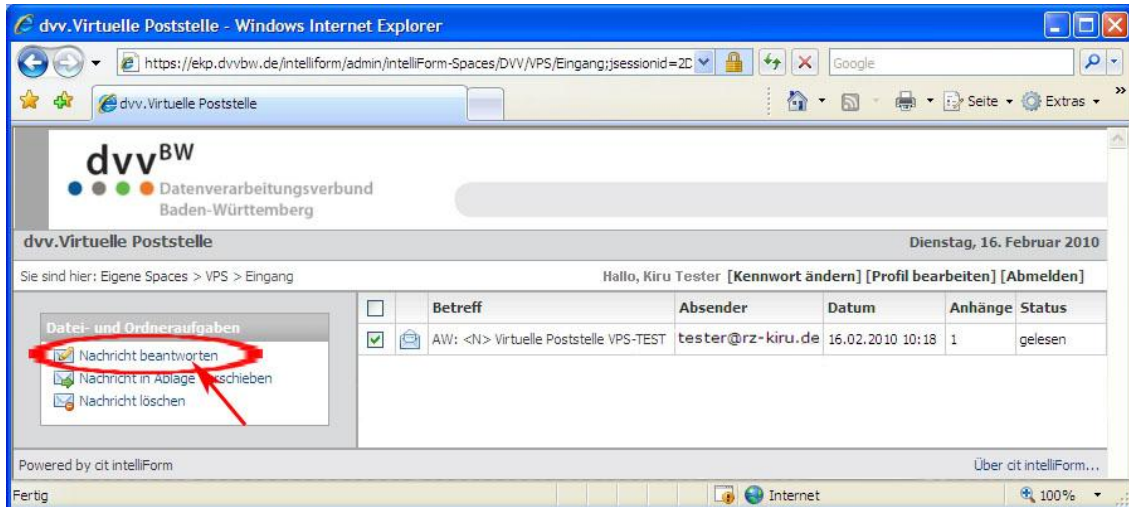 dvv.Virtuelle Poststelle - Windows Internet Explorer
https://ekp.dvvbw.de/intelliform/admin/intelliForm-Spaces/DVV/VPS/Eingang;jsessionid=2D
Google
dvv.Virtuelle Poststelle
Seite
Extras
»
dvv BW
Datenverarbeitungsverbund
Baden-Württemberg
dvv.Virtuelle Poststelle
Dienstag, 16. Februar 2010
Sie sind hier: Eigene Spaces > VPS > Eingang
Hallo, Kiru Tester [Kennwort ändern] [Profil bearbeiten] [Abmelden]
Datei- und Ordneraufgaben
Nachricht beantworten
Nachricht in Ablage verschieben
Nachricht löschen
Betreff Absender Datum Anhänge Status
AW: <N> Virtuelle Poststelle VPS-TEST tester@rz-kiru.de 16.02.2010 10:18 1 gelesen
Powered by cit intelliForm
Über cit intelliForm...
Fertig
Internet
100%